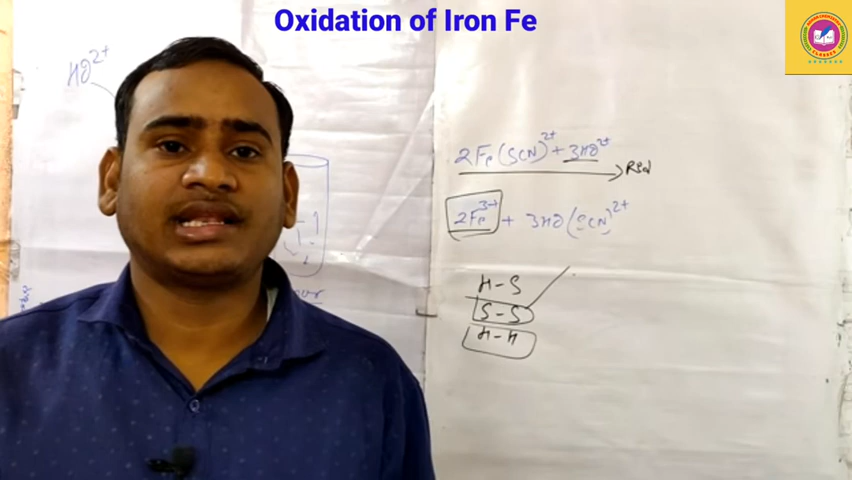 Oxidation of Iron Fe
Hg²⁺
2Fe(SCN)²⁺ + 3Hg²⁺
Red
2Fe³⁺ + 3Hg(SCN)²⁺
H-S
S-S
H-H